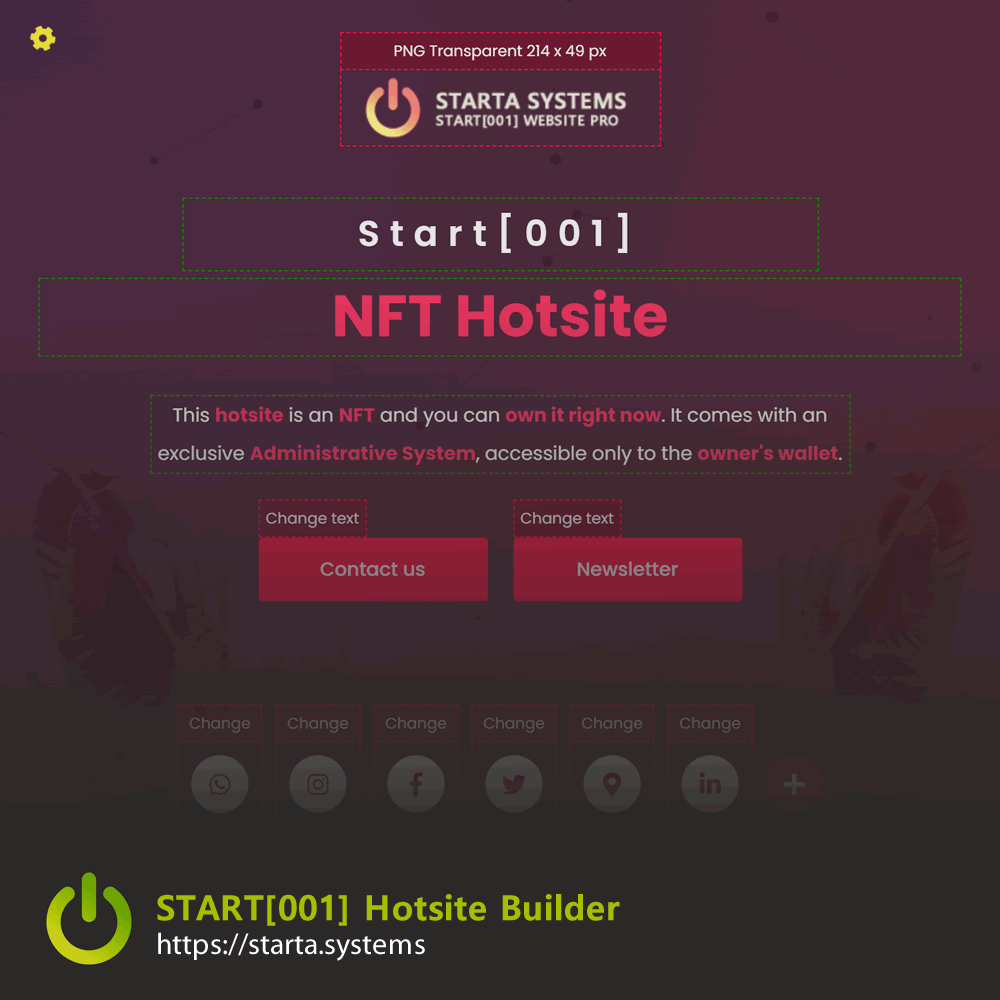 PNG Transparent 214 x 49 px
STARTA SYSTEMS
START[001] WEBSITE PRO
Start[001]
NFT Hotsite
This hotsite is an NFT and you can own it right now. It comes with an
exclusive Administrative System, accessible only to the owner's wallet.
Change text Change text
Contact us Newsletter
Change Change Change Change Change Change
START[001] Hotsite Builder
https://starta.systems